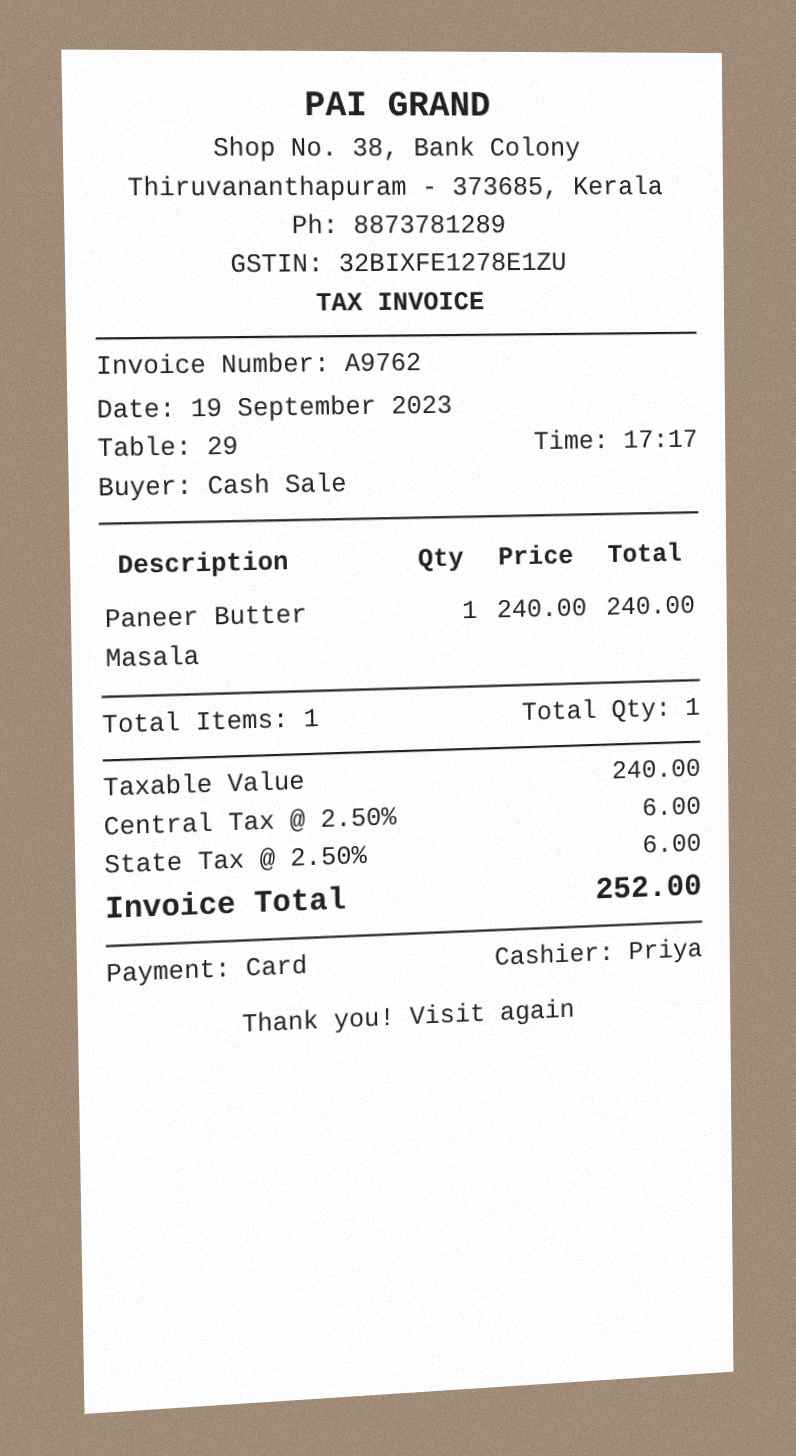 PAI GRAND
Shop No. 38, Bank Colony
Thiruvananthapuram - 373685, Kerala
Ph: 8873781289
GSTIN: 32BIXFE1278E1ZU
TAX INVOICE
Invoice Number: A9762
Date: 19 September 2023
Table: 29 Time: 17:17
Buyer: Cash Sale
Description Qty Price Total
Paneer Butter 1 240.00 240.00
Masala
Total Items: 1 Total Qty: 1
Taxable Value 240.00
Central Tax @ 2.50% 6.00
State Tax @ 2.50% 6.00
Invoice Total 252.00
Payment: Card Cashier: Priya
Thank you! Visit again